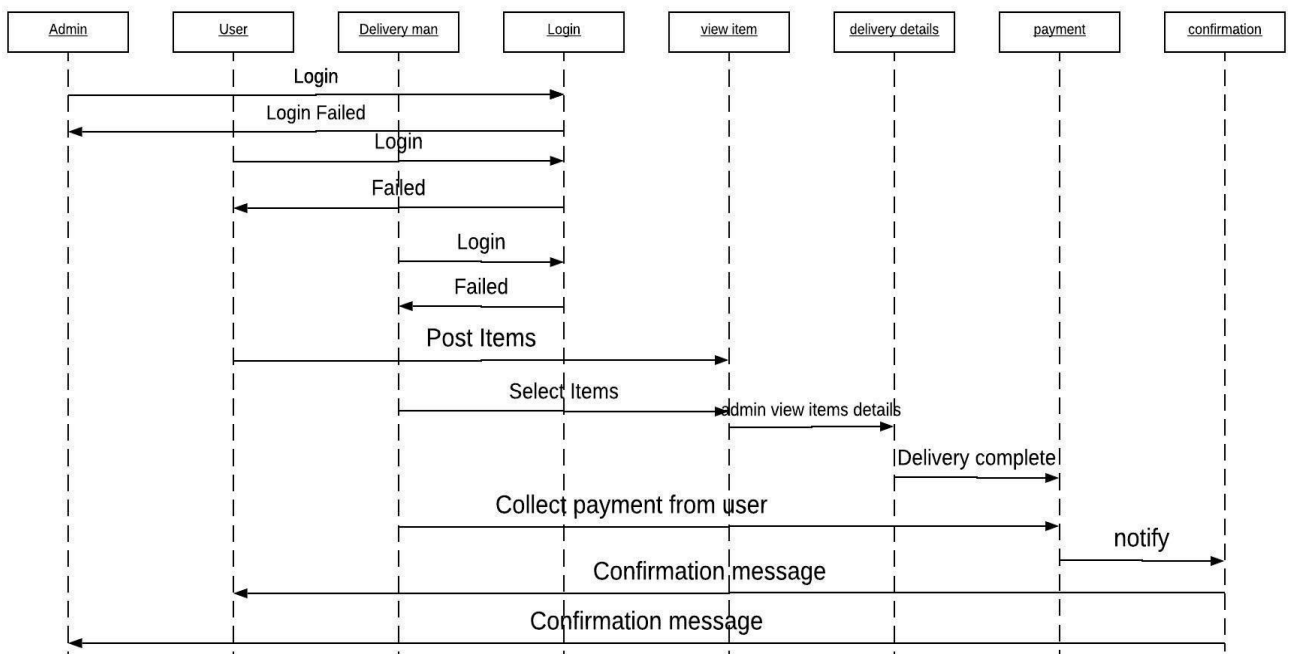 Admin
User
Delivery man
Login
view item
delivery details
payment
confirmation
Login
Login Failed
Login
Failed
Login
Failed
Post Items
Select Items
admin view items details
Delivery complete
Collect payment from user
notify
Confirmation message
Confirmation message